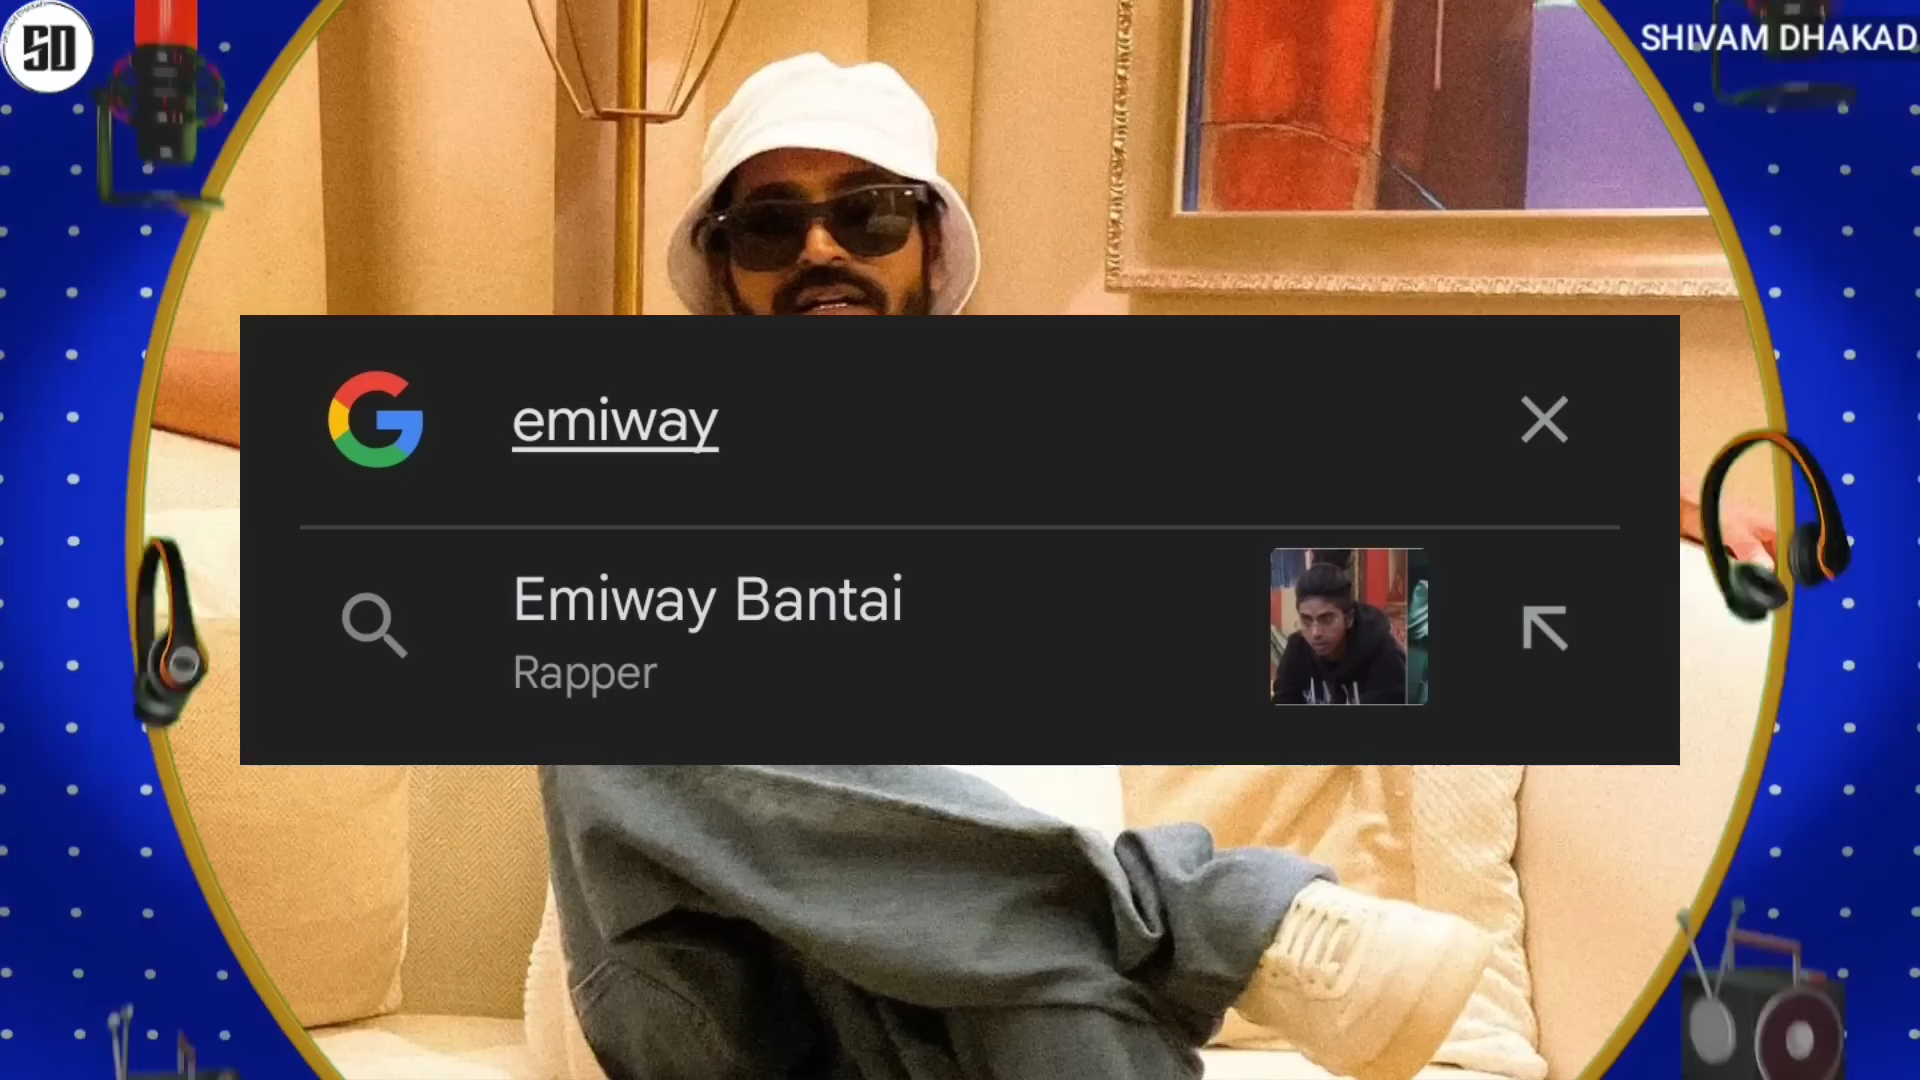 SD
SHIVAM DHAKAD
emiway
Emiway Bantai
Rapper